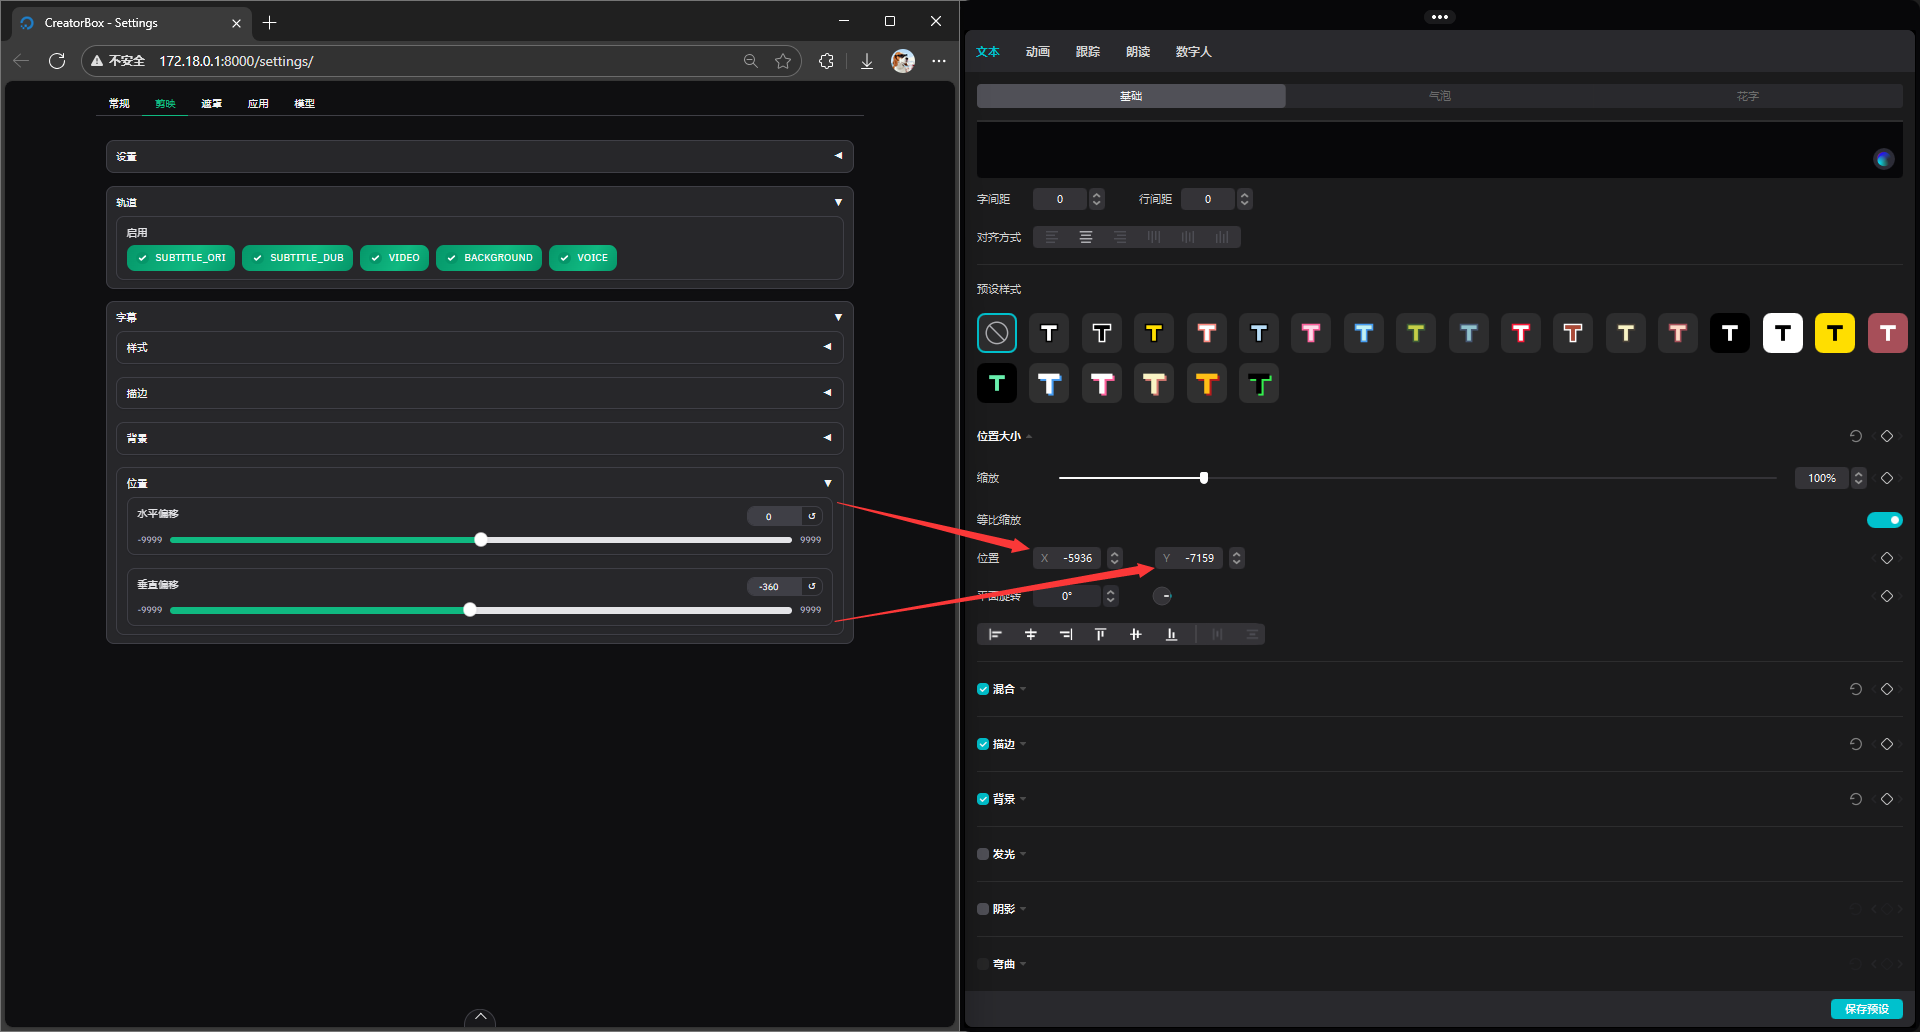 CreatorBox - Settings
不安全 172.18.0.1:8000/settings/
常规 剪映 遮罩 应用 模型
设置
轨道
启用
SUBTITLE_ORI SUBTITLE_DUB VIDEO BACKGROUND VOICE
字幕
样式
描边
背景
位置
水平偏移 0
-9999 9999
垂直偏移 -360
-9999 9999
文本 动画 跟踪 朗读 数字人
基础 气泡 花字
字间距 0 行间距 0
对齐方式
预设样式
T T T T T T T T T T T T T T T T T
T T T T T T
位置大小
缩放 100%
等比缩放
位置 X -5936 Y -7159
平面旋转 0°
混合
描边
背景
发光
阴影
弯曲
保存预设